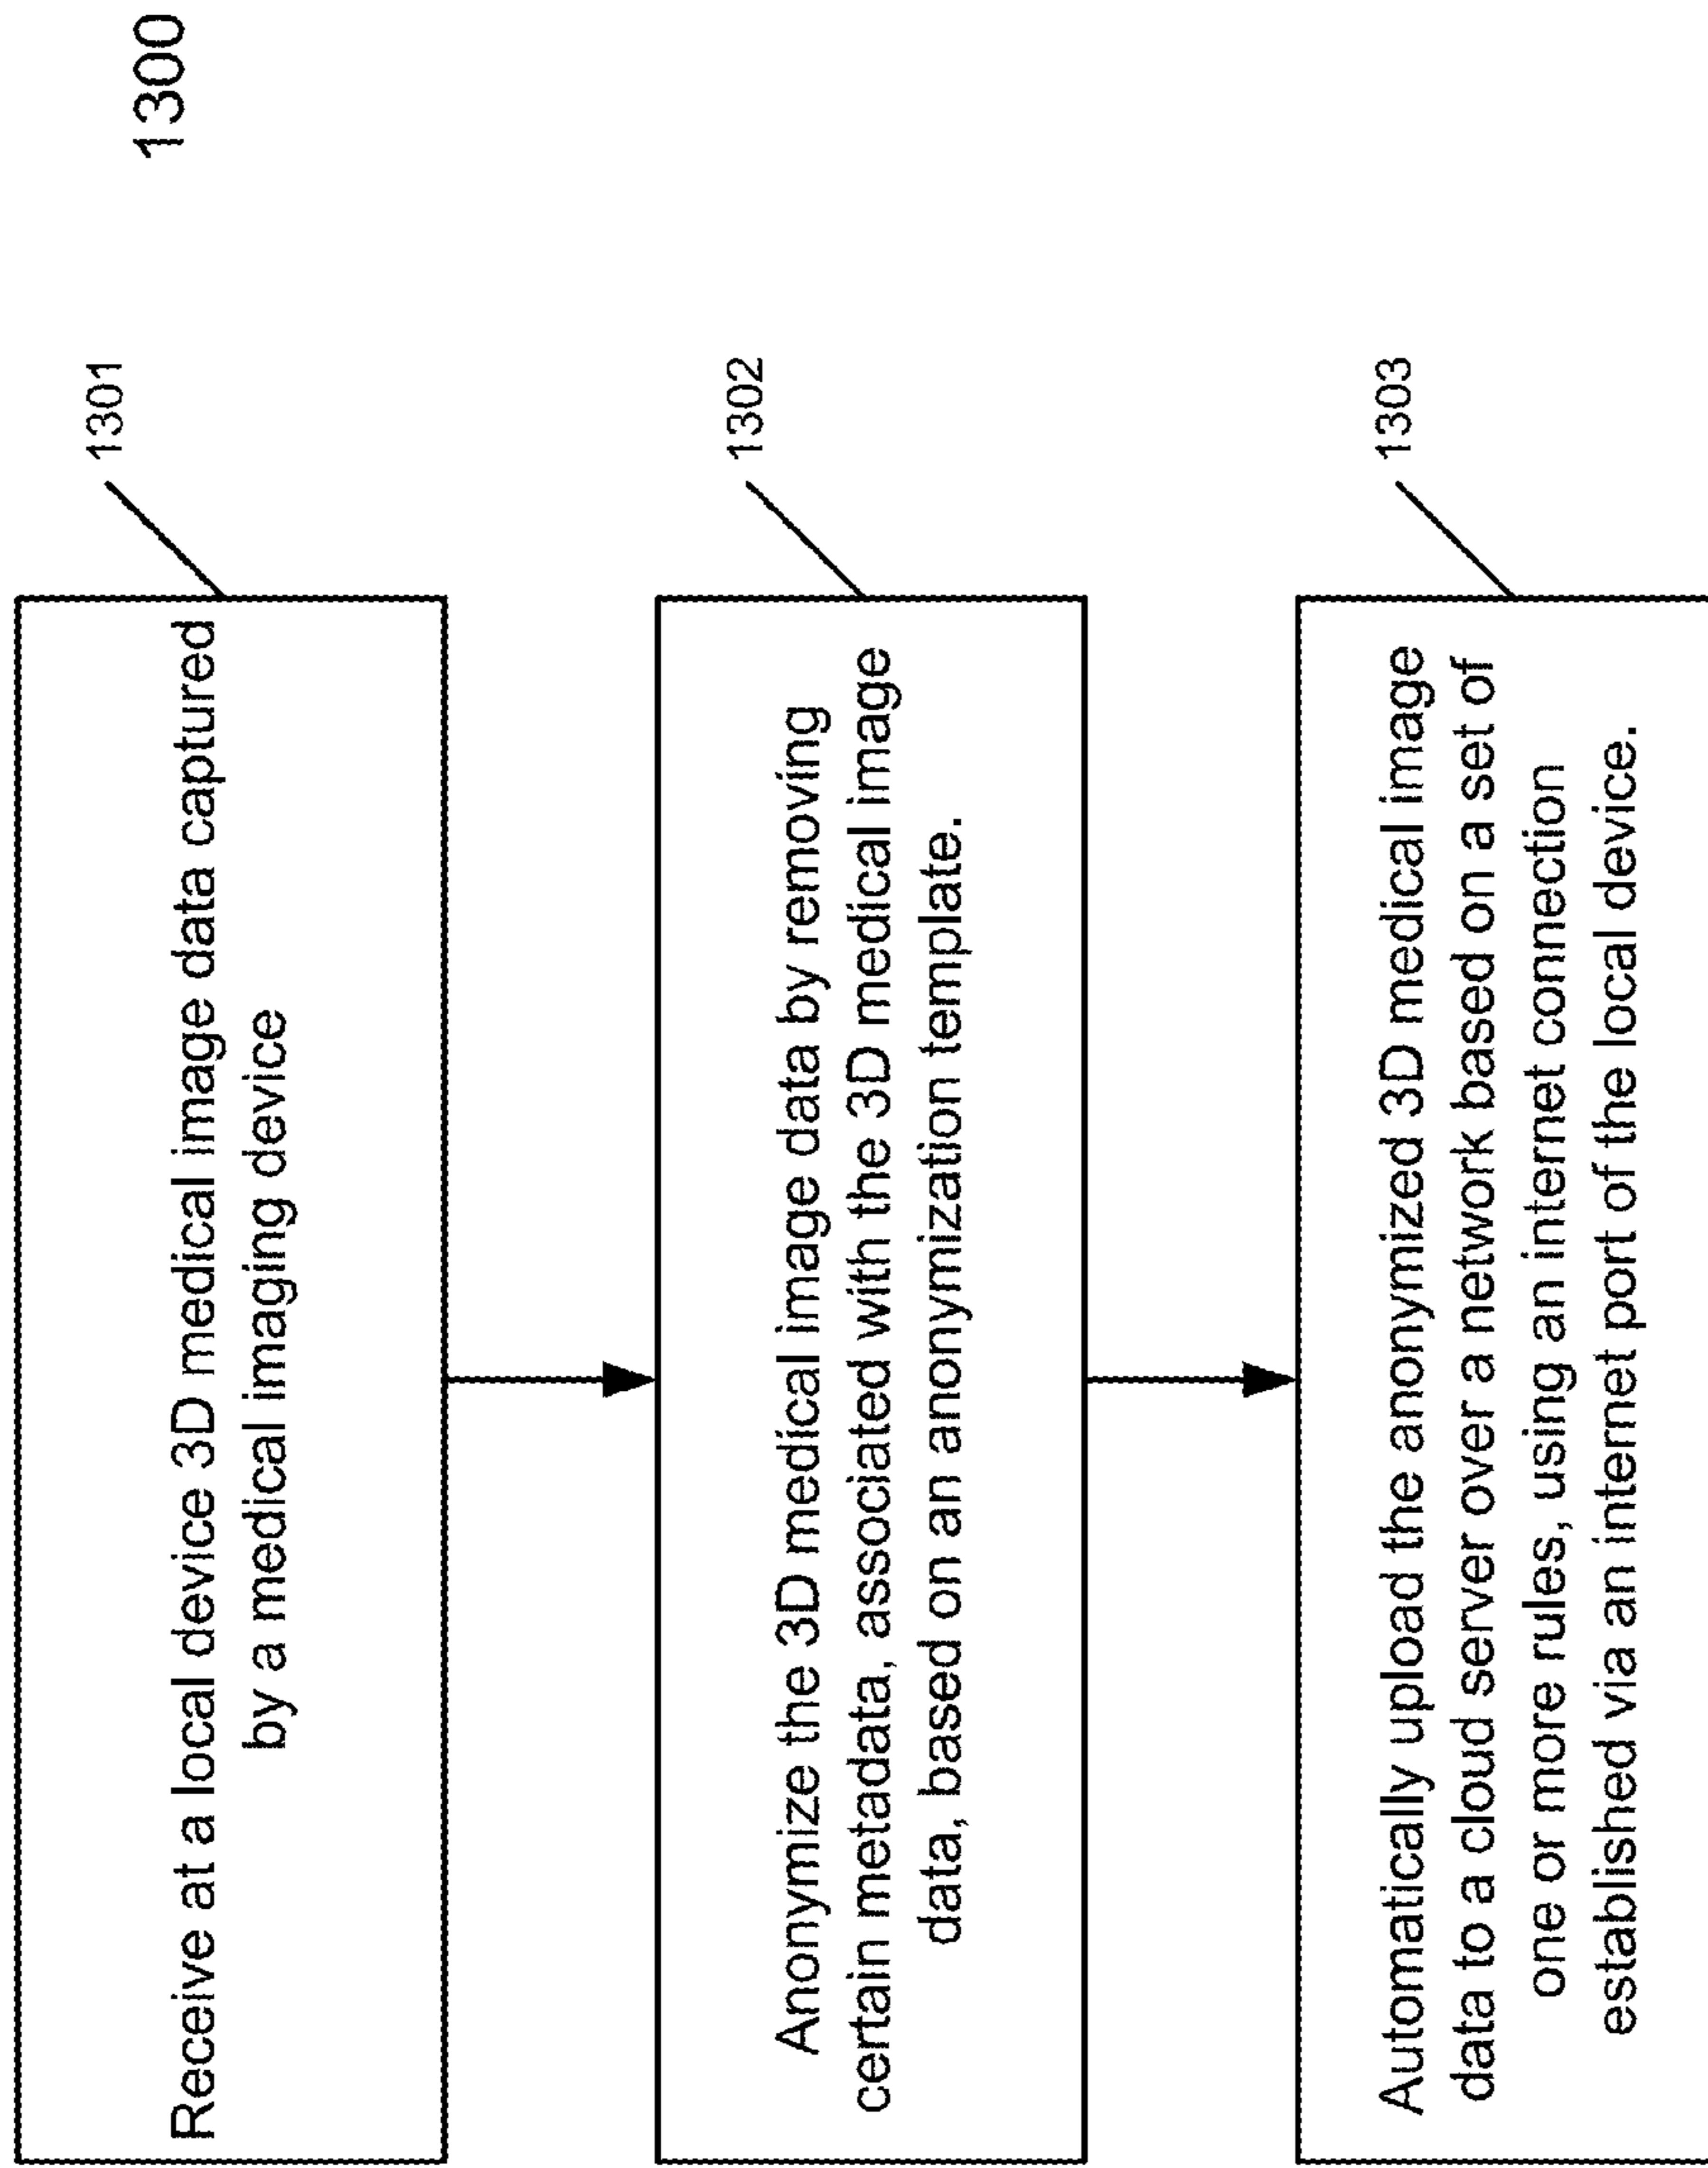 1300
1301
Receive at a local device 3D medical image data captured
by a medical imaging device
1302
Anonymize the 3D medical image data by removing
certain metadata, associated with the 3D medical image
data, based on an anonymization template.
1303
Automatically upload the anonymized 3D medical image
data to a cloud server over a network based on a set of
one or more rules, using an internet connection
established via an internet port of the local device.